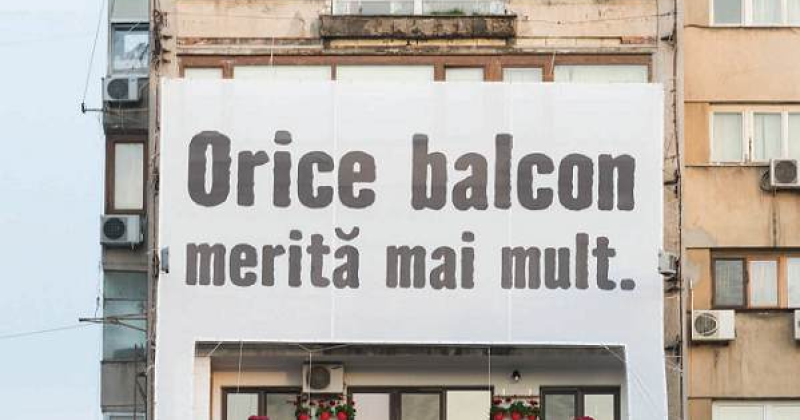 Orice balcon
merită mai mult.